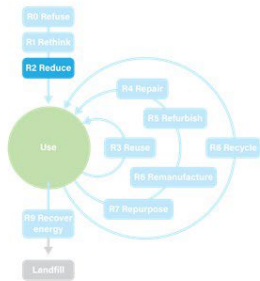 R0 Refuse
R1 Rethink
R2 Reduce
R4 Repair
R5 Refurbish
Use
R3 Reuse
R8 Recycle
R6 Remanufacture
R7 Repurpose
R9 Recover
energy
Landfill